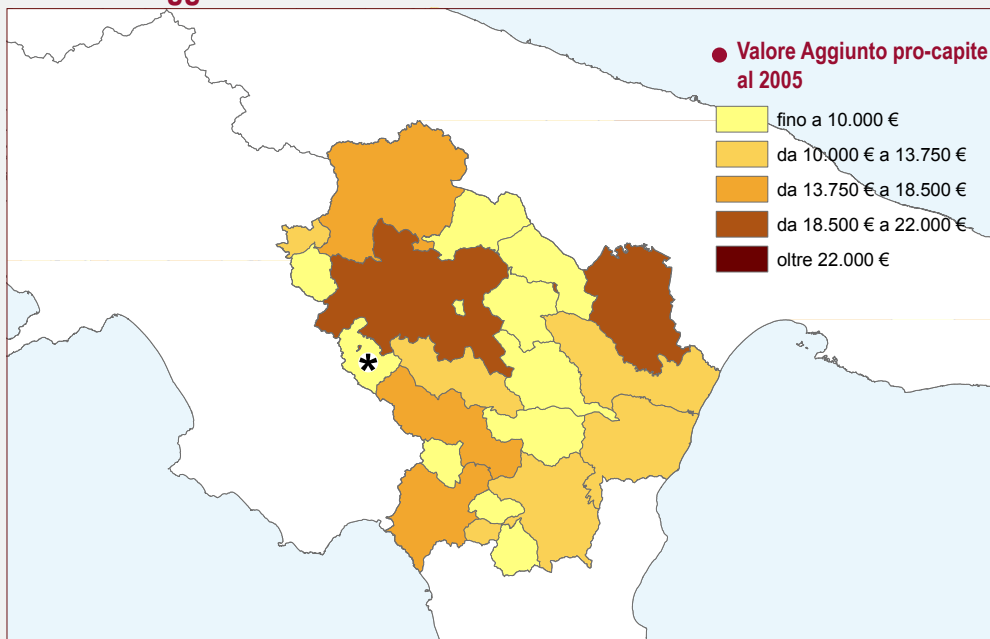 Valore Aggiunto pro-capite
al 2005
fino a 10.000 €
da 10.000 € a 13.750 €
da 13.750 € a 18.500 €
da 18.500 € a 22.000 €
oltre 22.000 €
*